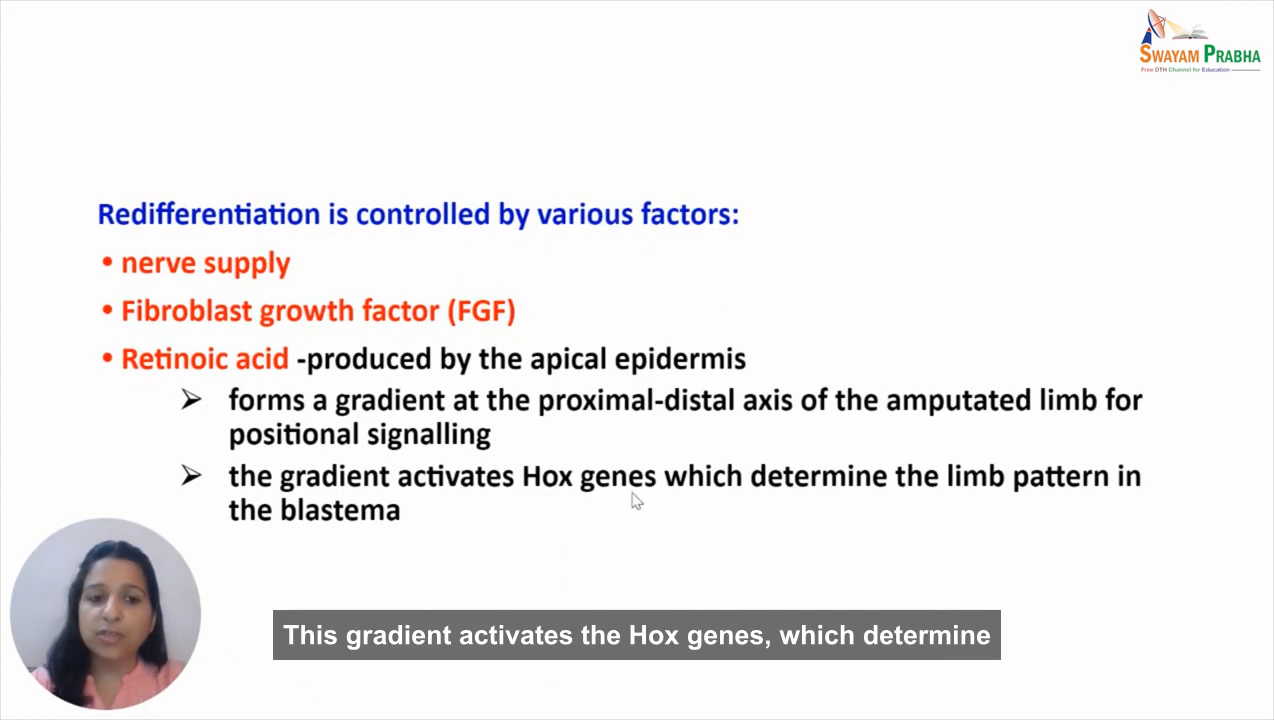 SWAYAM PRABHA
Free DTH Channel for Education
Redifferentiation is controlled by various factors:
• nerve supply
• Fibroblast growth factor (FGF)
• Retinoic acid -produced by the apical epidermis
➢ forms a gradient at the proximal-distal axis of the amputated limb for
positional signalling
➢ the gradient activates Hox genes which determine the limb pattern in
the blastema
This gradient activates the Hox genes, which determine